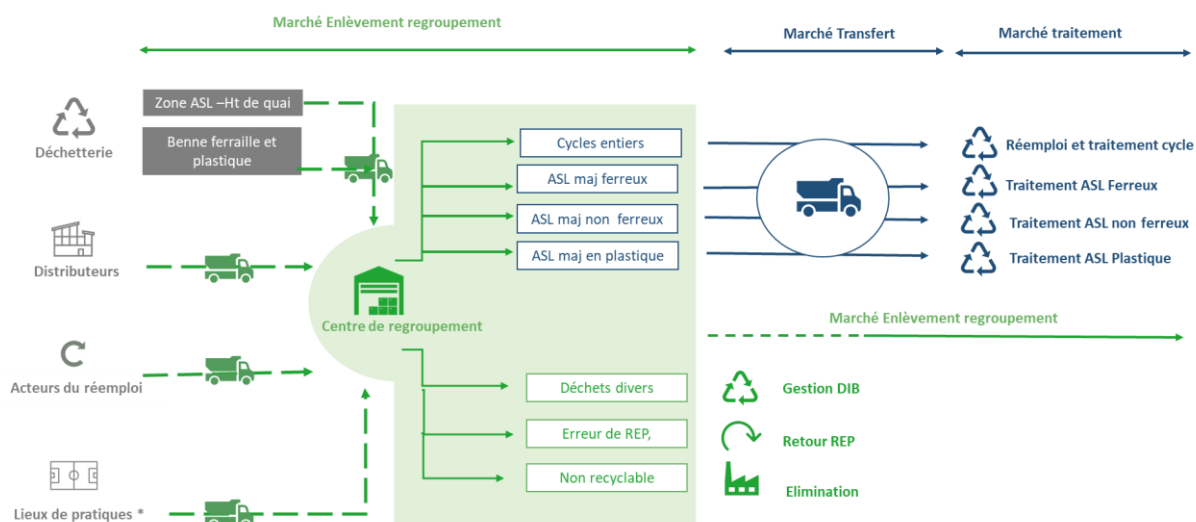 Marché Enlèvement regroupement
Marché Transfert
Marché traitement
Zone ASL –Ht de quai
Benne ferraille et
plastique
Déchetterie
Distributeurs
Acteurs du réemploi
Lieux de pratiques *
Centre de regroupement
Cycles entiers
ASL maj ferreux
ASL maj non ferreux
ASL maj en plastique
Réemploi et traitement cycle
Traitement ASL Ferreux
Traitement ASL non ferreux
Traitement ASL Plastique
Marché Enlèvement regroupement
Déchets divers
Erreur de REP,
Non recyclable
Gestion DIB
Retour REP
Elimination